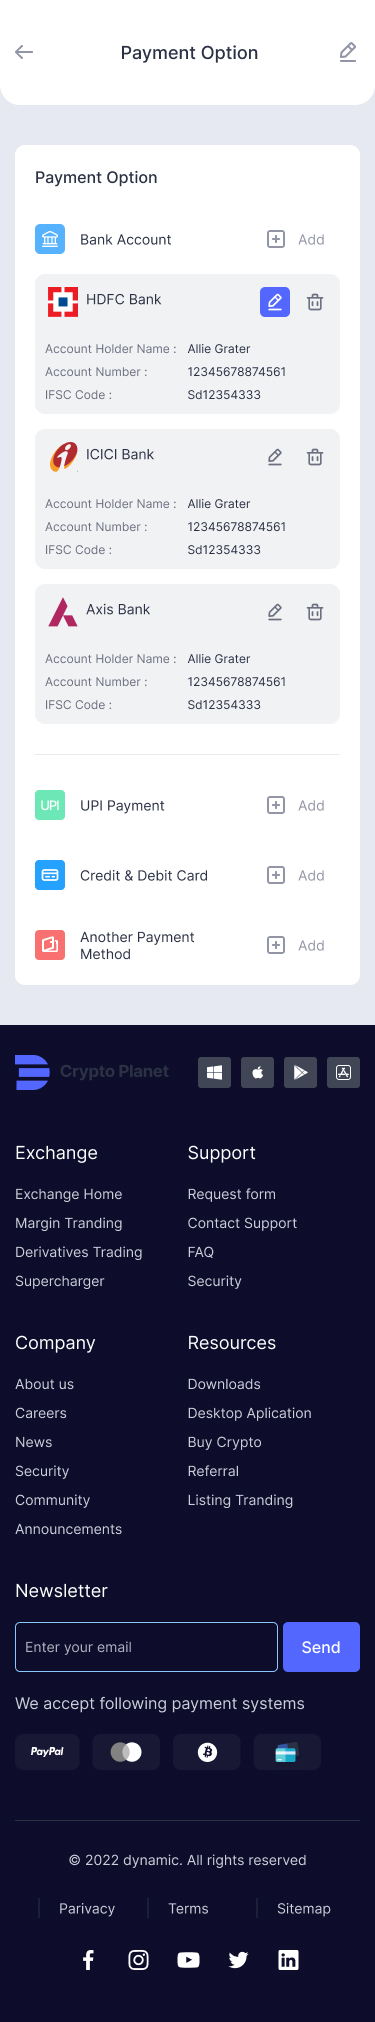 Payment Option
Payment Option
Bank Account
Add
HDFC Bank
Account Holder Name : Allie Grater
Account Number : 12345678874561
IFSC Code : Sd12354333
ICICI Bank
Account Holder Name : Allie Grater
Account Number : 12345678874561
IFSC Code : Sd12354333
Axis Bank
Account Holder Name : Allie Grater
Account Number : 12345678874561
IFSC Code : Sd12354333
UPI
UPI Payment
Add
Credit & Debit Card
Add
Another Payment
Method
Add
Crypto Planet
Exchange
Exchange Home
Margin Tranding
Derivatives Trading
Supercharger
Support
Request form
Contact Support
FAQ
Security
Company
About us
Careers
News
Security
Community
Announcements
Resources
Downloads
Desktop Aplication
Buy Crypto
Referral
Listing Tranding
Newsletter
Enter your email
Send
We accept following payment systems
PayPal
© 2022 dynamic. All rights reserved
Parivacy
Terms
Sitemap